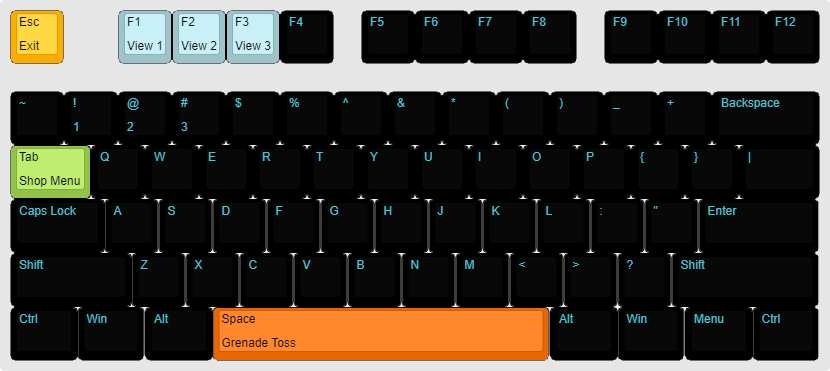 Esc F1 F2 F3 F4 F5 F6 F7 F8 F9 F10 F11 F12
Exit View 1 View 2 View 3
~ ! @ # $ % ^ & * ( ) _ + Backspace
1 2 3
Tab Q W E R T Y U I O P { } |
Shop Menu
Caps Lock A S D F G H J K L : " Enter
Shift Z X C V B N M < > ? Shift
Ctrl Win Alt Space Alt Win Menu Ctrl
Grenade Toss